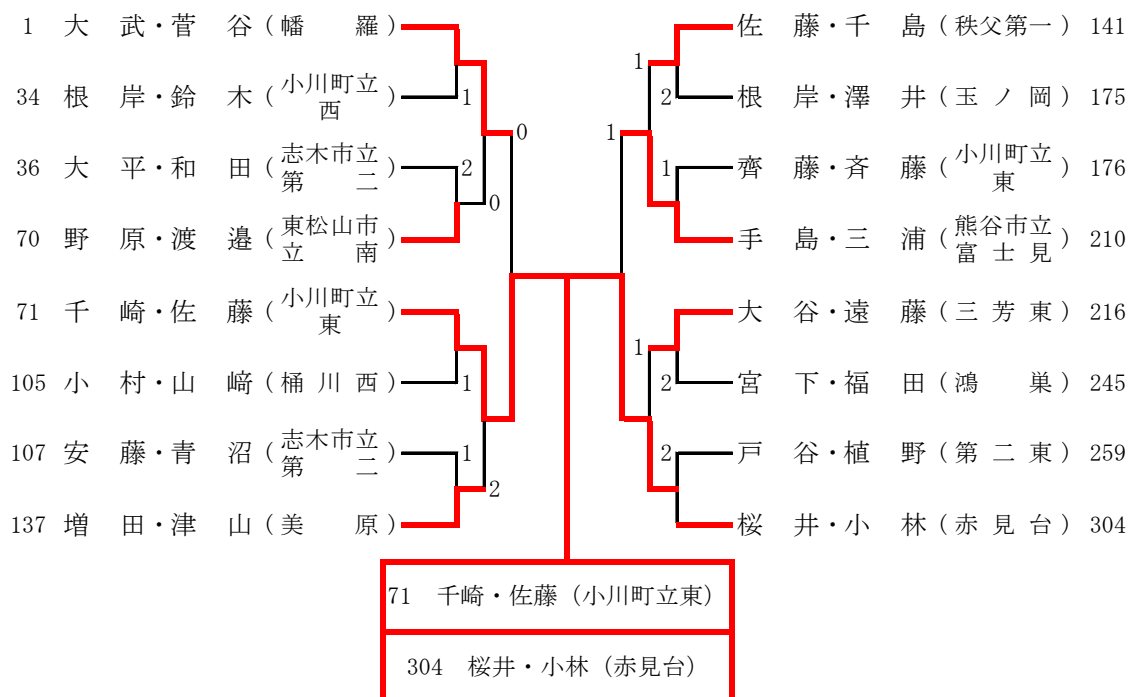 1 大 武・菅 谷（幡 羅）
34 根 岸・鈴 木（小川町立西）
36 大 平・和 田（志木市立第二）
70 野 原・渡 邉（東松山市立南）
71 千 崎・佐 藤（小川町立東）
105 小 村・山 﨑（桶川西）
107 安 藤・青 沼（志木市立第二）
137 増 田・津 山（美 原）
1
2
1
1
0
2
0
佐 藤・千 島（秩父第一） 141
根 岸・澤 井（玉ノ岡） 175
齊 藤・斉 藤（小川町立東） 176
手 島・三 浦（熊谷市立富士見） 210
大 谷・遠 藤（三芳東） 216
宮 下・福 田（鴻 巣） 245
戸 谷・植 野（第二東） 259
桜 井・小 林（赤見台） 304
2
1
2
2
1
1
1
71 千崎・佐藤（小川町立東）
304 桜井・小林（赤見台）